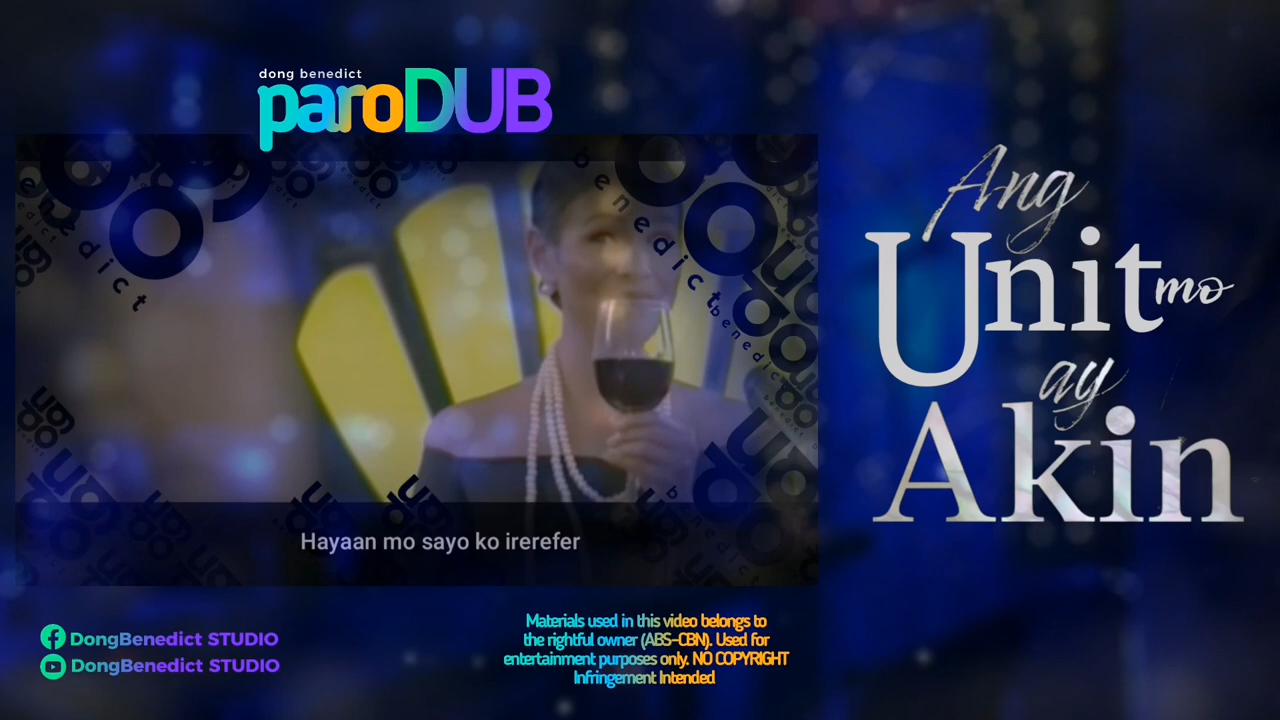 dong benedict
paroDUB
Ang
Unit mo
ay
Akin
Hayaan mo sayo ko irerefer
DongBenedict STUDIO
DongBenedict STUDIO
Materials used in this video belongs to
the rightful owner (ABS-CBN). Used for
entertainment purposes only. NO COPYRIGHT
Infringement Intended